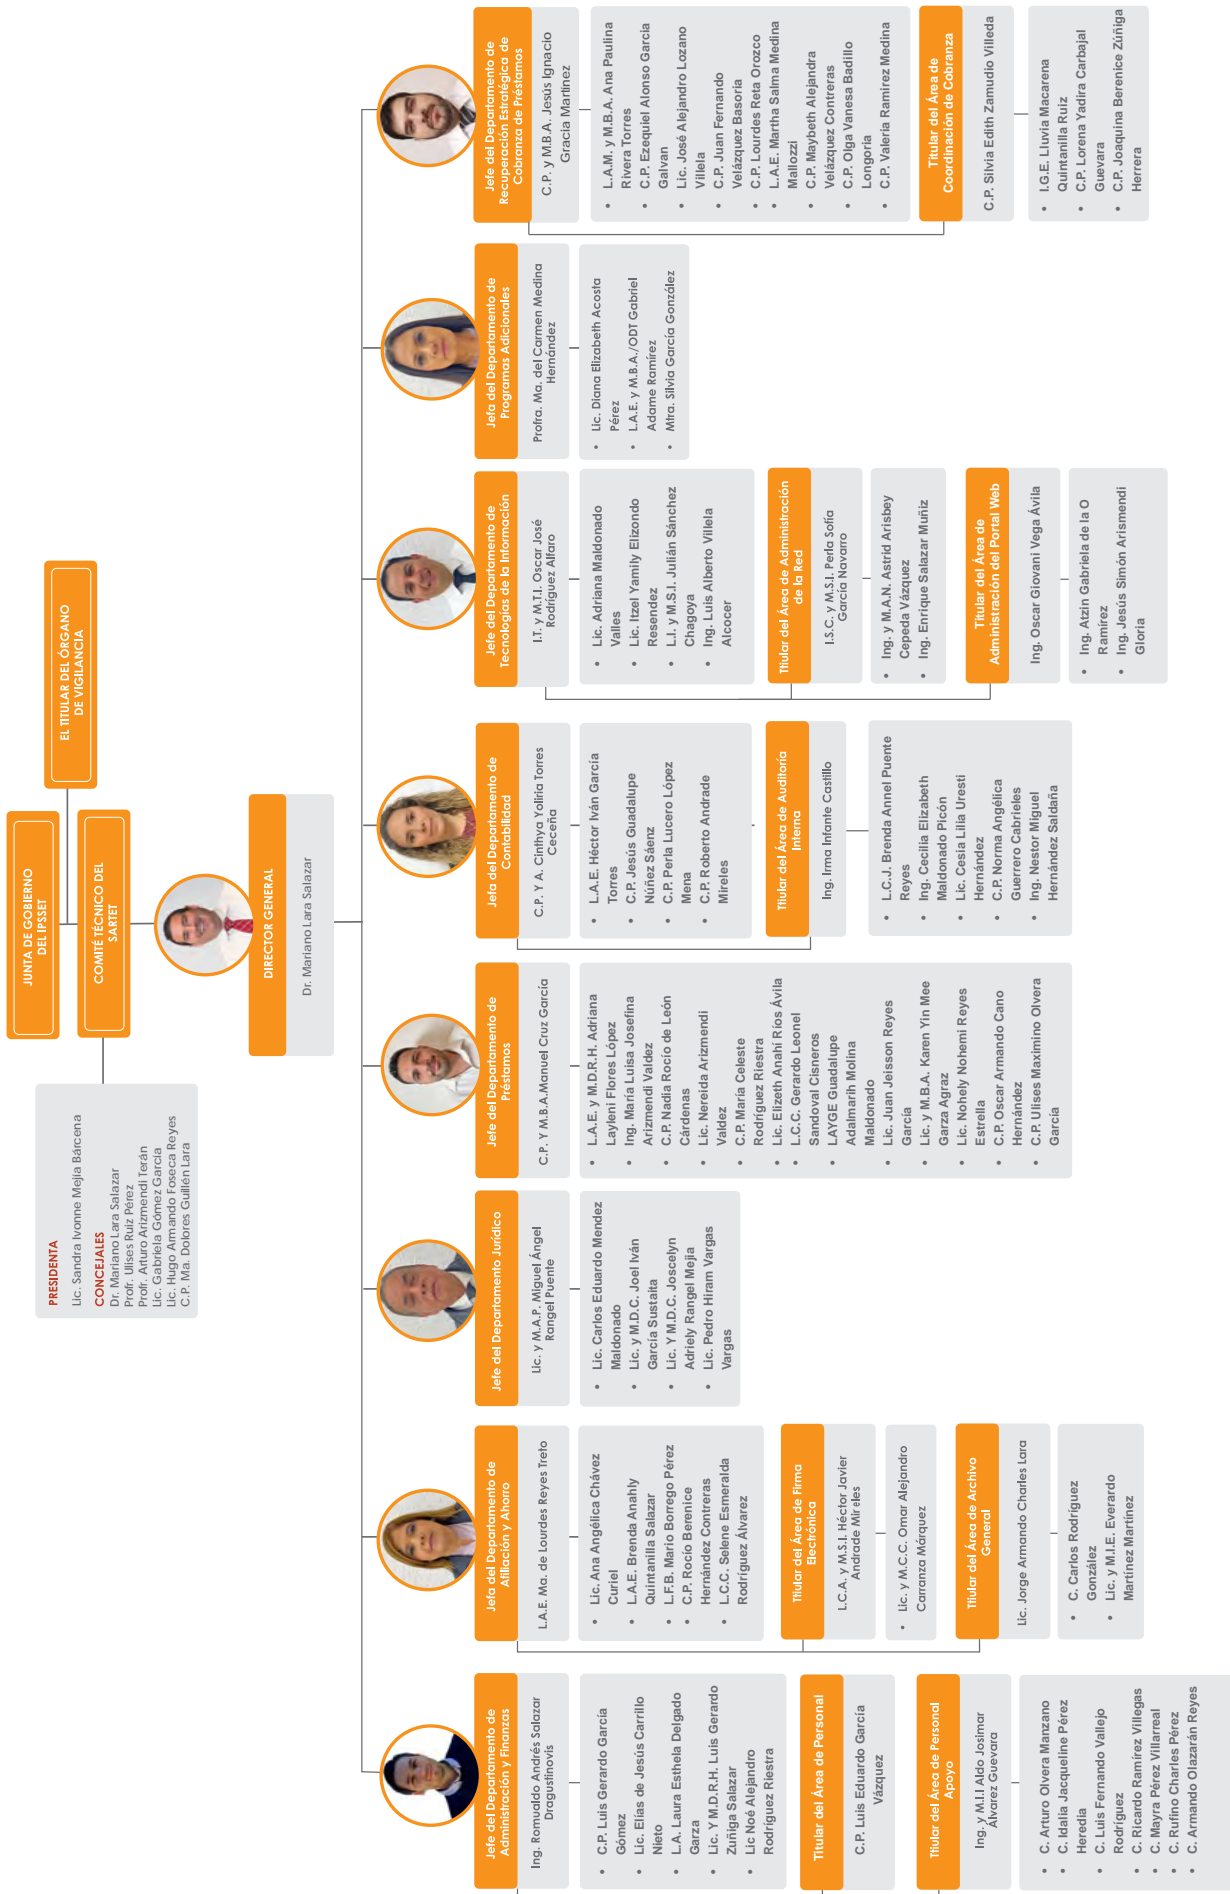 JUNTA DE GOBIERNO
DEL IPSSET
EL TITULAR DEL ÓRGANO
DE VIGILANCIA
COMITÉ TÉCNICO DEL
SARTET
PRESIDENTA
Lic. Sandra Ivonne Mejía Bárcena
CONCEJALES
Dr. Mariano Lara Salazar
Profr. Ulises Ruiz Pérez
Profr. Arturo Arizmendi Terán
Lic. Gabriela Gómez García
Lic. Hugo Armando Foseca Reyes
C.P. Ma. Dolores Guillén Lara
DIRECTOR GENERAL
Dr. Mariano Lara Salazar
Jefe del Departamento de
Administración y Finanzas
Ing. Romualdo Andrés Salazar
Dragustinovis
• C.P. Luis Gerardo García
Gómez
• Lic. Elías de Jesús Carrillo
Nieto
• L.A. Laura Esthela Delgado
Garza
• Lic. Y M.D.R.H. Luis Gerardo
Zuñiga Salazar
• Lic Noé Alejandro
Rodríguez Riestra
Titular del Área de Personal
C.P. Luis Eduardo García
Vázquez
Titular del Área de Personal
Apoyo
Ing. y M.I.I Aldo Josimar
Álvarez Guevara
• C. Arturo Olvera Manzano
• C. Idalia Jacqueline Pérez
Heredia
• C. Luis Fernando Vallejo
Rodríguez
• C. Ricardo Ramírez Villegas
• C. Mayra Pérez Villarreal
• C. Rufino Charles Pérez
• C. Armando Olazarán Reyes
Jefa del Departamento de
Afiliación y Ahorro
L.A.E. Ma. de Lourdes Reyes Treto
• Lic. Ana Angélica Chávez
Curiel
• L.A.E. Brenda Anahly
Quintanilla Salazar
• L.F.B. Mario Borrego Pérez
• C.P. Rocío Berenice
Hernández Contreras
• L.C.C. Selene Esmeralda
Rodríguez Álvarez
Titular del Área de Firma
Electrónica
L.C.A. y M.S.I. Héctor Javier
Andrade Mireles
• Lic. y M.C.C. Omar Alejandro
Carranza Márquez
Titular del Área de Archivo
General
Lic. Jorge Armando Charles Lara
• C. Carlos Rodríguez
González
• Lic. y M.I.E. Everardo
Martínez Martínez
Jefe del Departamento Jurídico
Lic. y M.A.P. Miguel Ángel
Rangel Puente
• Lic. Carlos Eduardo Mendez
Maldonado
• Lic. y M.D.C. Joel Iván
García Sustaita
• Lic. Y M.D.C. Joscelyn
Adriely Rangel Mejia
• Lic. Pedro Hiram Vargas
Vargas
Jefe del Departamento de
Préstamos
C.P. Y M.B.A. Manuel Cruz García
• L.A.E. y M.D.R.H. Adriana
Layleni Flores López
• Ing. María Luisa Josefina
Arizmendi Valdez
• C.P. Nadia Rocío de León
Cárdenas
• Lic. Nereida Arizmendi
Valdez
• C.P. María Celeste
Rodríguez Riestra
• Lic. Elizeth Anahí Ríos Ávila
• L.C.C. Gerardo Leonel
Sandoval Cisneros
• LAYGE Guadalupe
Adalmarih Molina
Maldonado
• Lic. Juan Jeisson Reyes
García
• Lic. y M.B.A. Karen Yin Mee
Garza Agraz
• Lic. Nohely Nohemi Reyes
Estrella
• C.P. Oscar Armando Cano
Hernández
• C.P. Ulises Maximino Olvera
García
Jefa del Departamento de
Contabilidad
C.P. Y A. Cinthya Yoliria Torres
Ceceña
• L.A.E. Héctor Iván García
Torres
• C.P. Jesús Guadalupe
Núñez Sáenz
• C.P. Perla Lucero López
Mena
• C.P. Roberto Andrade
Mireles
Titular del Área de Auditoría
Interna
Ing. Irma Infante Castillo
• L.C.J. Brenda Annel Puente
Reyes
• Ing. Cecilia Elizabeth
Maldonado Picón
• Lic. Cesia Lilia Uresti
Hernández
• C.P. Norma Angélica
Guerrero Cabrieles
• Ing. Nestor Miguel
Hernández Saldaña
Jefe del Departamento de
Tecnologías de la Información
I.T. y M.T.I. Oscar José
Rodríguez Alfaro
• Lic. Adriana Maldonado
Valles
• Lic. Itzel Yamily Elizondo
Resendez
• L.I. y M.S.I. Julián Sánchez
Chagoya
• Ing. Luis Alberto Villela
Alcocer
Titular del Área de Administración
de la Red
I.S.C. y M.S.I. Perla Sofía
García Navarro
• Ing. y M.A.N. Astrid Arisbey
Cepeda Vázquez
• Ing. Enrique Salazar Muñiz
Titular del Área de
Administración del Portal Web
Ing. Oscar Giovani Vega Ávila
• Ing. Atzin Gabriela de la O
Ramírez
• Ing. Jesús Simón Arismendi
Gloria
Jefa del Departamento de
Programas Adicionales
Profra. Ma. del Carmen Medina
Hernández
• Lic. Diana Elizabeth Acosta
Pérez
• L.A.E. y M.B.A./ODT Gabriel
Adame Ramírez
• Mtra. Silvia García González
Jefe del Departamento de
Recuperación Estratégica de
Cobranza de Préstamos
C.P. y M.B.A. Jesús Ignacio
Gracia Martínez
• L.A.M. y M.B.A. Ana Paulina
Rivera Torres
• C.P. Ezequiel Alonso García
Galvan
• Lic. José Alejandro Lozano
Villela
• C.P. Juan Fernando
Velázquez Basoria
• C.P. Lourdes Reta Orozco
• L.A.E. Martha Salma Medina
Mallozzi
• C.P. Maybeth Alejandra
Velázquez Contreras
• C.P. Olga Vanesa Badillo
Longoria
• C.P. Valeria Ramirez Medina
Titular del Área de
Coordinación de Cobranza
C.P. Silvia Edith Zamudio Villeda
• I.G.E. Lluvia Macarena
Quintanilla Ruiz
• C.P. Lorena Yadira Carbajal
Guevara
• C.P. Joaquina Berenice Zúñiga
Herrera